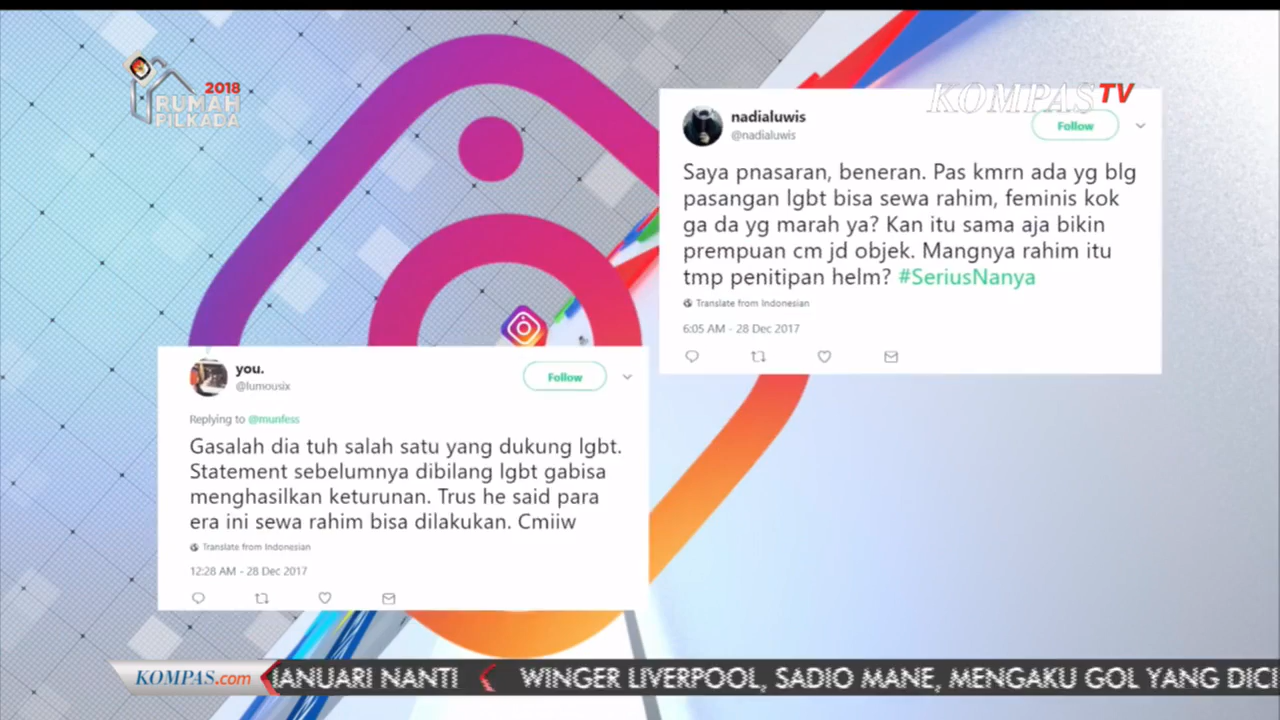 2018
RUMAH
PILKADA
KOMPAS TV
nadialuwis
@nadialuwis
Follow
Saya pnasaran, beneran. Pas kmrn ada yg blg
pasangan lgbt bisa sewa rahim, feminis kok
ga da yg marah ya? Kan itu sama aja bikin
prempuan cm jd objek. Mangnya rahim itu
tmp penitipan helm? #SeriusNanya
Translate from Indonesian
6:05 AM - 28 Dec 2017
you.
@lumousix
Follow
Replying to @munfess
Gasalah dia tuh salah satu yang dukung lgbt.
Statement sebelumnya dibilang lgbt gabisa
menghasilkan keturunan. Trus he said para
era ini sewa rahim bisa dilakukan. Cmiiw
Translate from Indonesian
12:28 AM - 28 Dec 2017
KOMPAS.com
IANUARI NANTI
WINGER LIVERPOOL, SADIO MANE, MENGAKU GOL YANG DICI